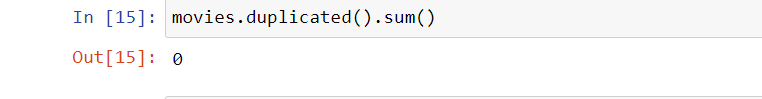 In [15]: movies.duplicated().sum()
Out[15]: 0